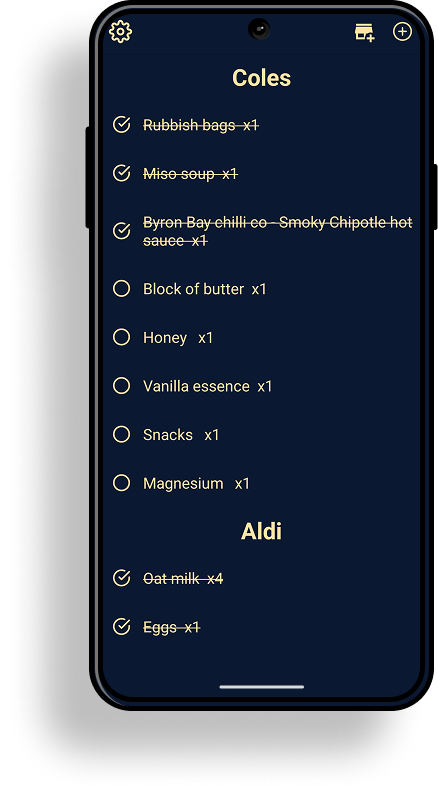 Coles
Rubbish bags x1
Miso soup x1
Byron Bay chilli co - Smoky Chipotle hot
sauce x1
Block of butter x1
Honey x1
Vanilla essence x1
Snacks x1
Magnesium x1
Aldi
Oat milk x4
Eggs x1